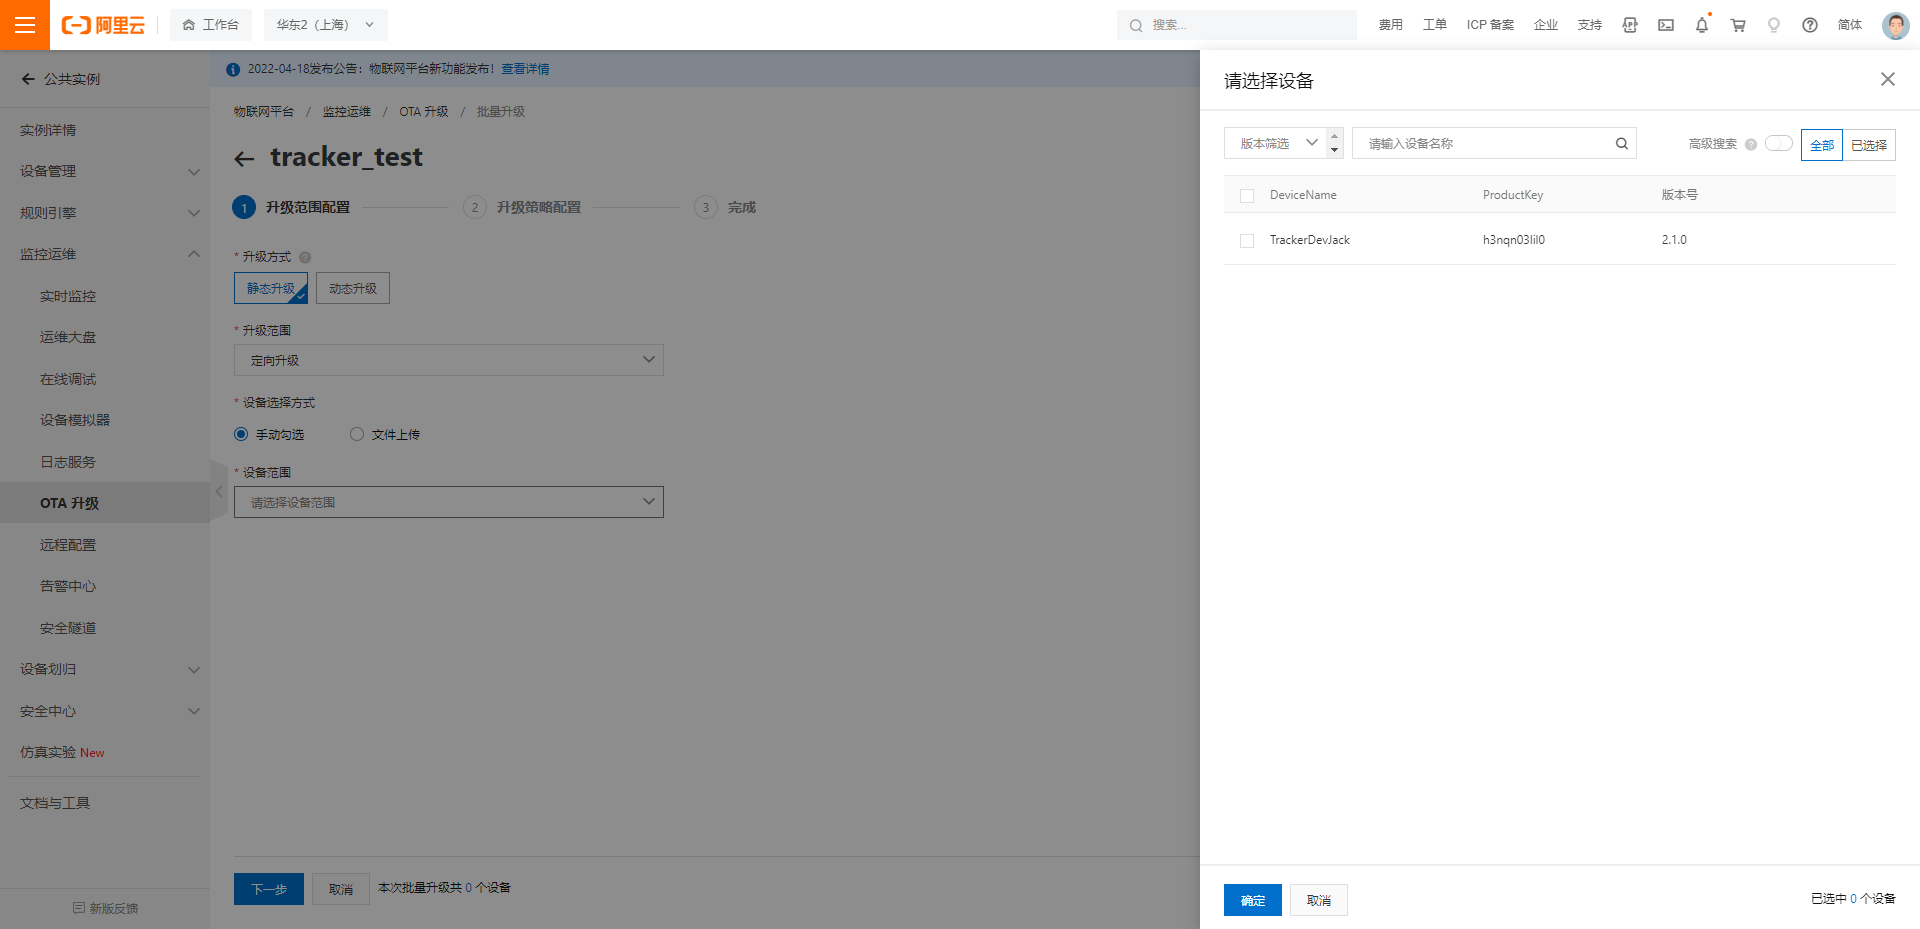 阿里云
工作台
华东2（上海）
搜索...
费用
工单
ICP 备案
企业
支持
简体
公共实例
实例详情
设备管理
规则引擎
监控运维
实时监控
运维大盘
在线调试
设备模拟器
日志服务
OTA 升级
远程配置
告警中心
安全隧道
设备划归
安全中心
仿真实验 New
文档与工具
新版反馈
2022-04-18发布公告：物联网平台新功能发布！查看详情
物联网平台 / 监控运维 / OTA 升级 / 批量升级
tracker_test
1 升级范围配置
2 升级策略配置
3 完成
* 升级方式
静态升级
动态升级
* 升级范围
定向升级
* 设备选择方式
手动勾选
文件上传
* 设备范围
请选择设备范围
下一步
取消
本次批量升级共 0 个设备
请选择设备
版本筛选
请输入设备名称
高级搜索
全部
已选择
DeviceName ProductKey 版本号
TrackerDevJack h3nqn03lil0 2.1.0
确定
取消
已选中 0 个设备